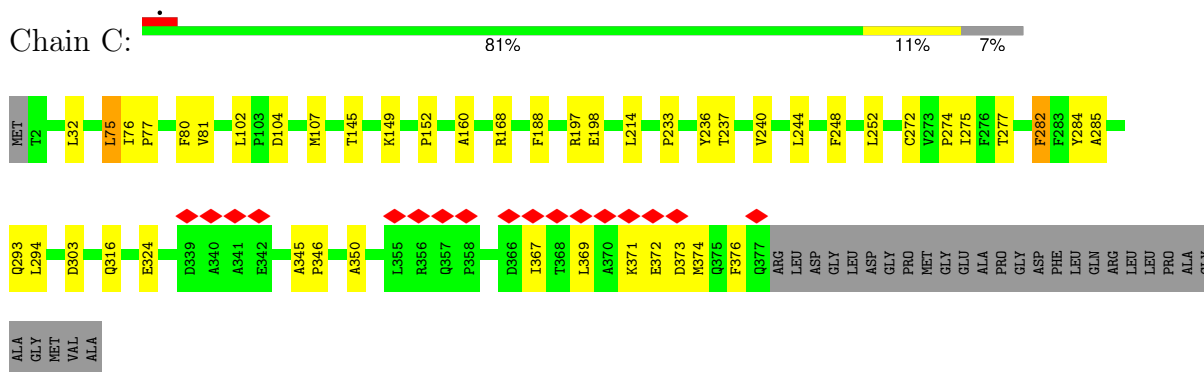 Chain C:
81% 11% 7%
MET T2 L32 L75 I76 P77 F80 V81 L102 P103 D104 M107 T145 K149 P152 A160 R168 F188 R197 E198 L214 P233 Y236 T237 V240 L244 F248 L252 C272 V273 P274 I275 F276 T277 F282 F283 Y284 A285
Q293 L294 D303 Q316 E324 D339 A340 A341 E342 A345 P346 A350 L355 R356 Q357 P358 D366 I367 T368 L369 A370 K371 E372 D373 M374 Q375 F376 Q377 ARG LEU ASP GLY LEU ASP GLY PRO MET GLY GLU ALA PRO GLY ASP PHE LEU GLN ARG LEU LEU PRO ALA
ALA GLY MET VAL ALA